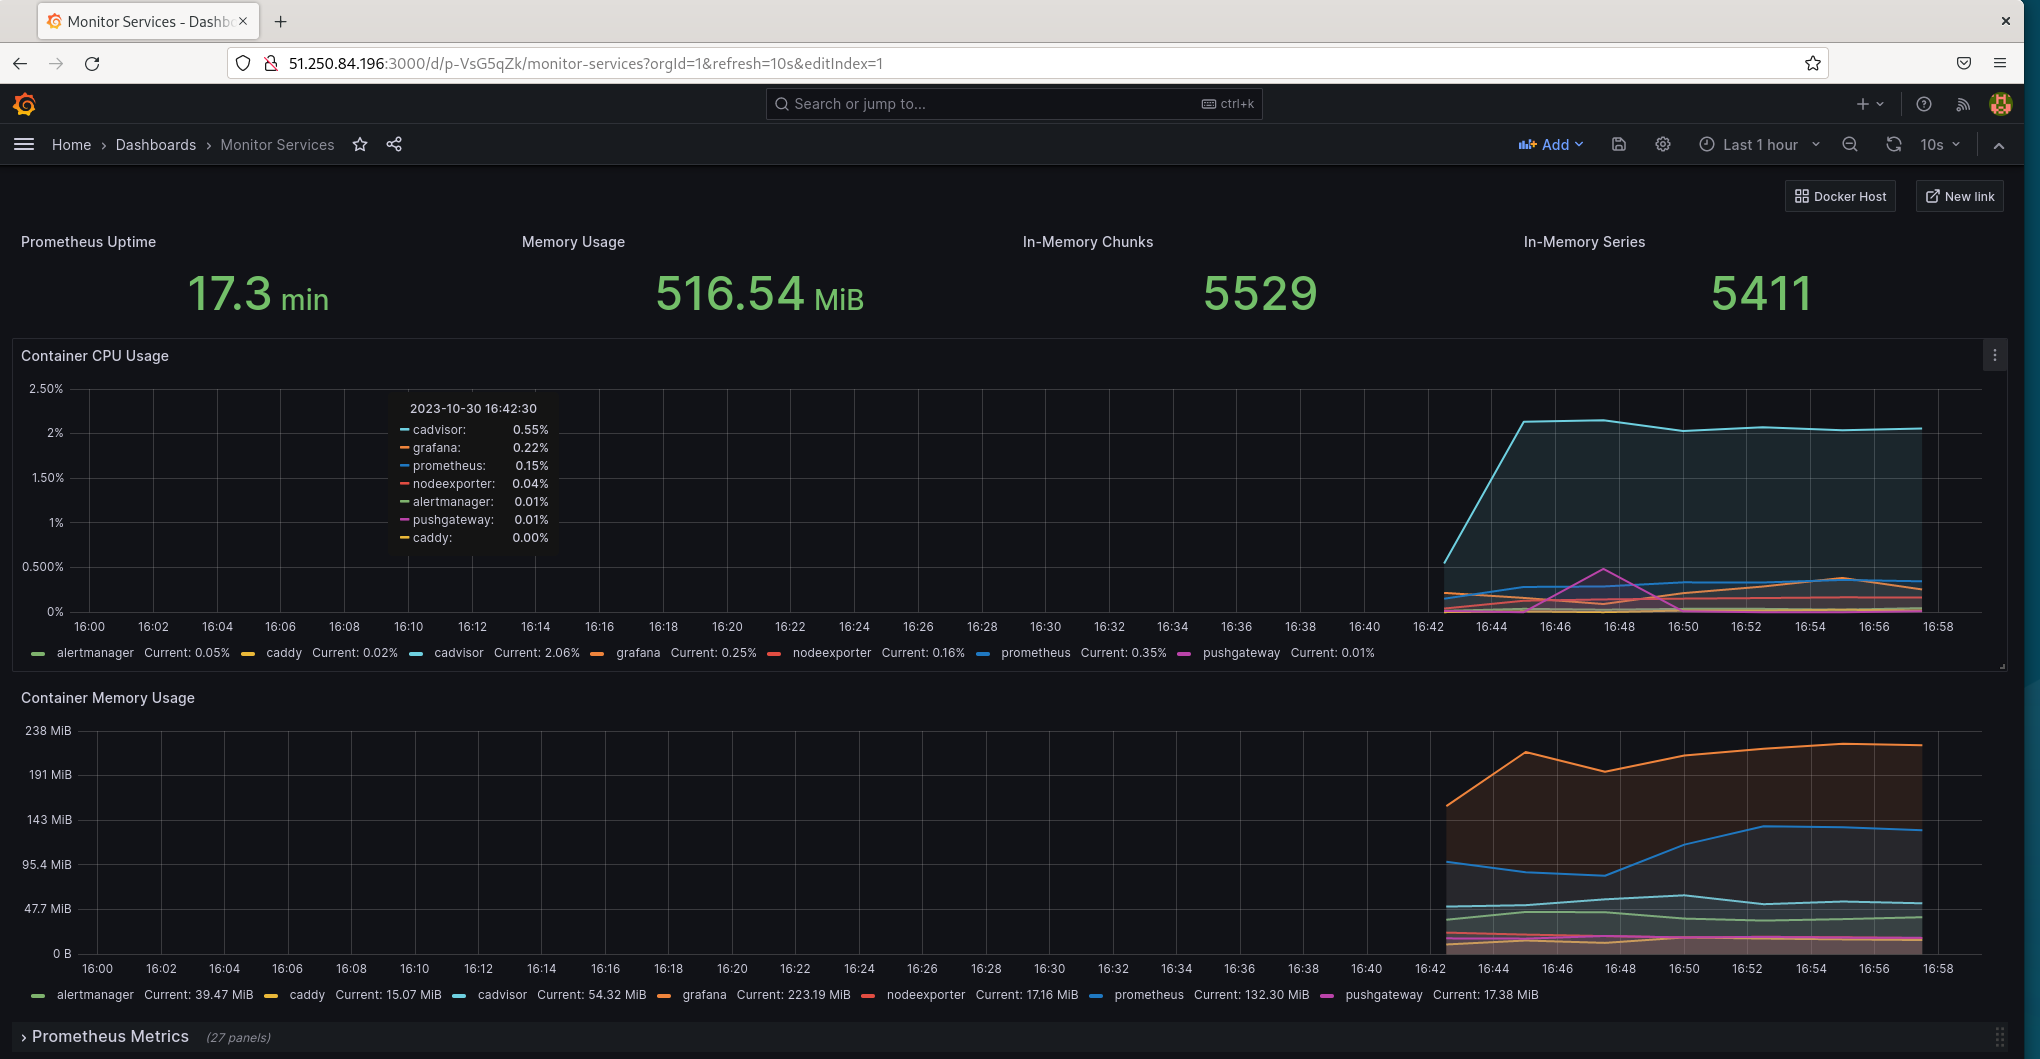 Monitor Services - Dashb
51.250.84.196:3000/d/p-VsG5qZk/monitor-services?orgId=1&refresh=10s&editIndex=1
Search or jump to... ctrl+k
Home › Dashboards › Monitor Services Add Last 1 hour 10s
Docker Host New link
Prometheus Uptime Memory Usage In-Memory Chunks In-Memory Series
17.3 min 516.54 MiB 5529 5411
Container CPU Usage
2.50%
2%
1.50%
1%
0.500%
0%
2023-10-30 16:42:30
cadvisor: 0.55%
grafana: 0.22%
prometheus: 0.15%
nodeexporter: 0.04%
alertmanager: 0.01%
pushgateway: 0.01%
caddy: 0.00%
16:00 16:02 16:04 16:06 16:08 16:10 16:12 16:14 16:16 16:18 16:20 16:22 16:24 16:26 16:28 16:30 16:32 16:34 16:36 16:38 16:40 16:42 16:44 16:46 16:48 16:50 16:52 16:54 16:56 16:58
alertmanager Current: 0.05% caddy Current: 0.02% cadvisor Current: 2.06% grafana Current: 0.25% nodeexporter Current: 0.16% prometheus Current: 0.35% pushgateway Current: 0.01%
Container Memory Usage
238 MiB
191 MiB
143 MiB
95.4 MiB
47.7 MiB
0 B
16:00 16:02 16:04 16:06 16:08 16:10 16:12 16:14 16:16 16:18 16:20 16:22 16:24 16:26 16:28 16:30 16:32 16:34 16:36 16:38 16:40 16:42 16:44 16:46 16:48 16:50 16:52 16:54 16:56 16:58
alertmanager Current: 39.47 MiB caddy Current: 15.07 MiB cadvisor Current: 54.32 MiB grafana Current: 223.19 MiB nodeexporter Current: 17.16 MiB prometheus Current: 132.30 MiB pushgateway Current: 17.38 MiB
› Prometheus Metrics (27 panels)